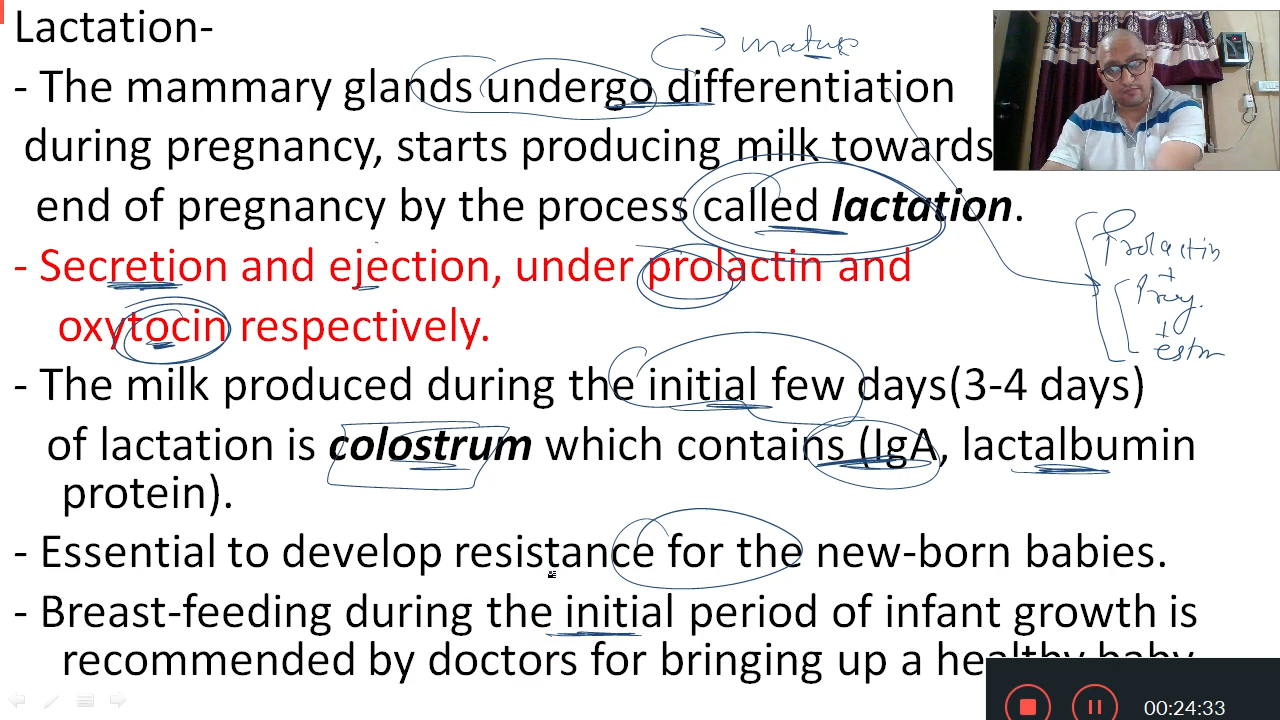 Lactation-
mature
- The mammary glands undergo differentiation
during pregnancy, starts producing milk towards
end of pregnancy by the process called lactation.
Prolactin
- Secretion and ejection, under prolactin and
+
oxytocin respectively.
+
- The milk produced during the initial few days(3-4 days)
of lactation is colostrum which contains (IgA, lactalbumin
protein).
- Essential to develop resistance for the new-born babies.
- Breast-feeding during the initial period of infant growth is
recommended by doctors for bringing up a healthy baby
00:24:33